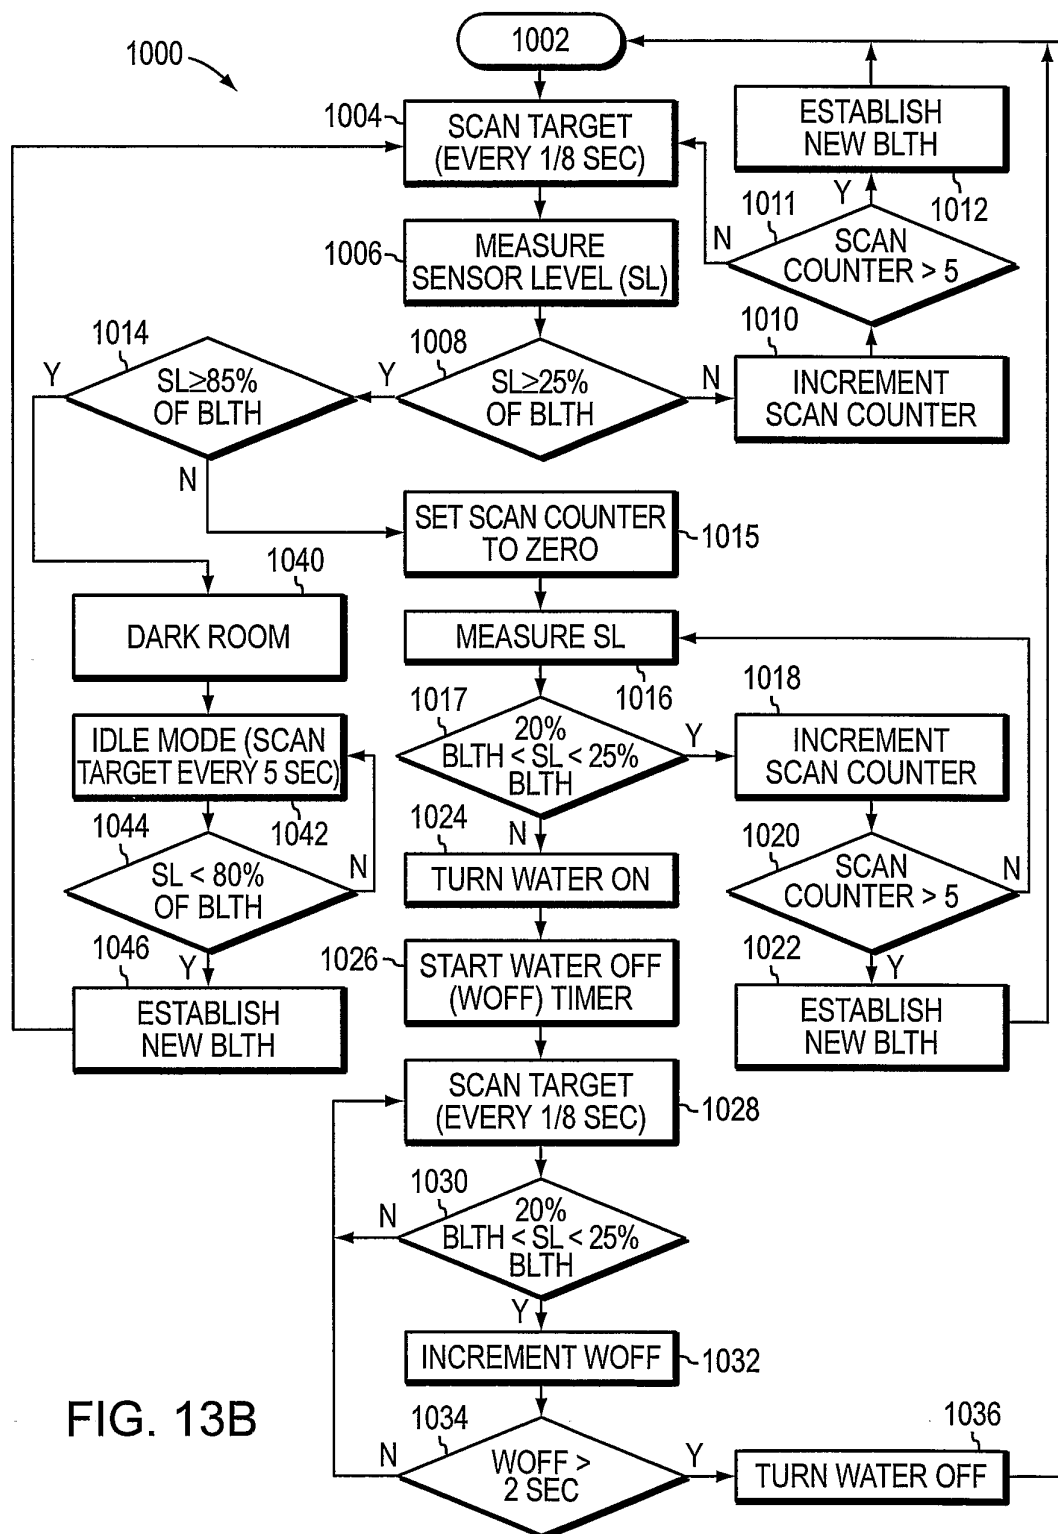 1000
1002
1004
SCAN TARGET
(EVERY 1/8 SEC)
ESTABLISH
NEW BLTH
1012
Y
1011
SCAN
COUNTER > 5
N
1006
MEASURE
SENSOR LEVEL (SL)
1014
Y
SL≥85%
OF BLTH
N
1008
Y
SL≥25%
OF BLTH
N
1010
INCREMENT
SCAN COUNTER
SET SCAN COUNTER
TO ZERO
1015
1040
DARK ROOM
MEASURE SL
1016
1017
20%
BLTH < SL < 25%
BLTH
Y
N
1018
INCREMENT
SCAN COUNTER
IDLE MODE (SCAN
TARGET EVERY 5 SEC)
1042
1044
SL < 80%
OF BLTH
N
Y
1024
TURN WATER ON
1020
SCAN
COUNTER > 5
N
Y
1046
ESTABLISH
NEW BLTH
1026
START WATER OFF
(WOFF) TIMER
1022
ESTABLISH
NEW BLTH
SCAN TARGET
(EVERY 1/8 SEC)
1028
1030
N
20%
BLTH < SL < 25%
BLTH
Y
INCREMENT WOFF
1032
1034
N
WOFF >
2 SEC
Y
1036
TURN WATER OFF
FIG. 13B